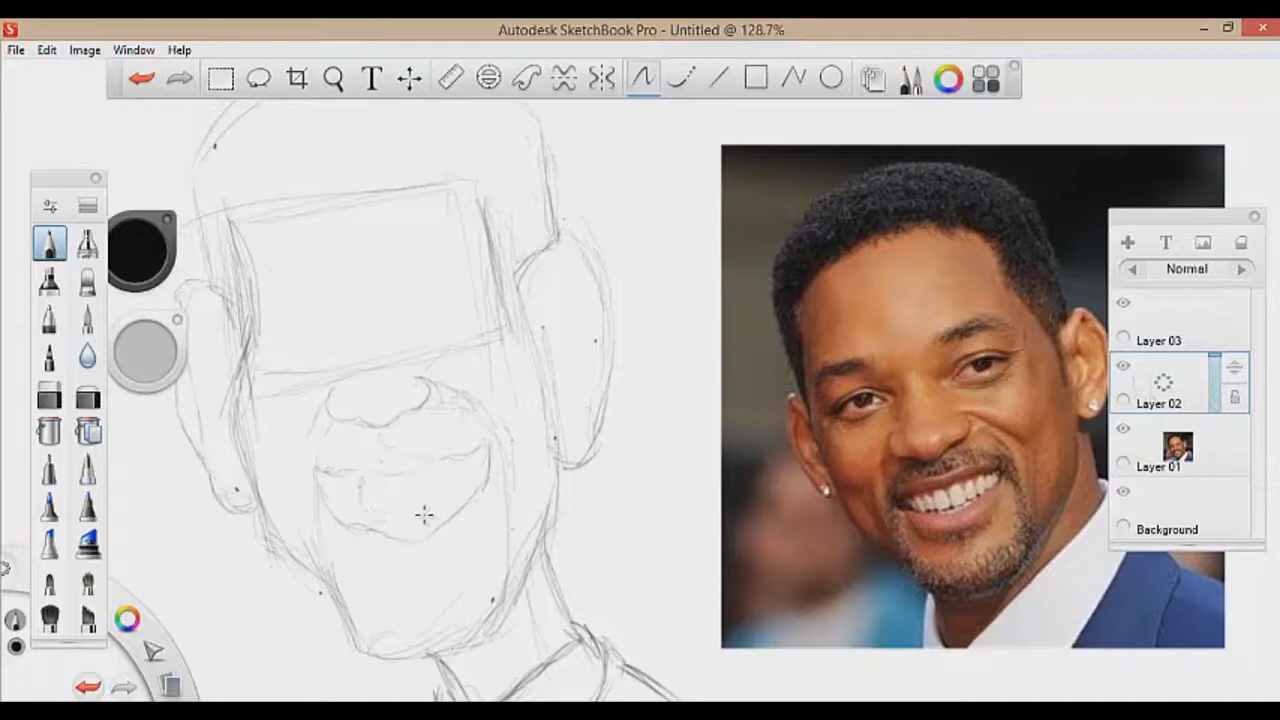 Autodesk SketchBook Pro - Untitled @ 128.7%
File Edit Image Window Help
T
T
Normal
Layer 03
Layer 02
Layer 01
Background